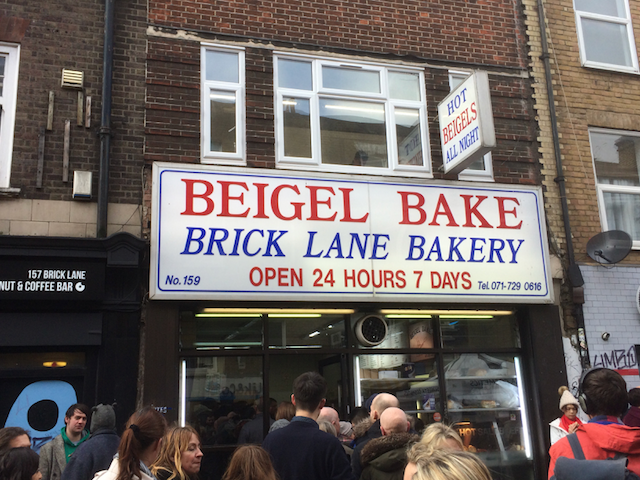 HOT
BEIGELS
ALL NIGHT
BEIGEL BAKE
BRICK LANE BAKERY
No. 159
OPEN 24 HOURS 7 DAYS
Tel. 071-729 0616
157 BRICK LANE
NUT & COFFEE BAR